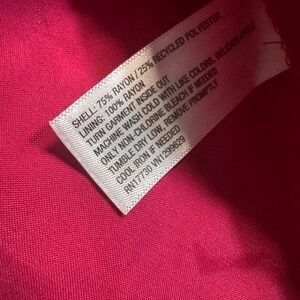 SHELL: 75% RAYON / 25% RECYCLED POLYESTER
LINING: 100% RAYON
TURN GARMENT INSIDE OUT
MACHINE WASH COLD WITH LIKE COLORS, DELICATE CYCLE
ONLY NON-CHLORINE BLEACH IF NEEDED
TUMBLE DRY LOW, REMOVE PROMPTLY
COOL IRON IF NEEDED
RN17730 VN1299629